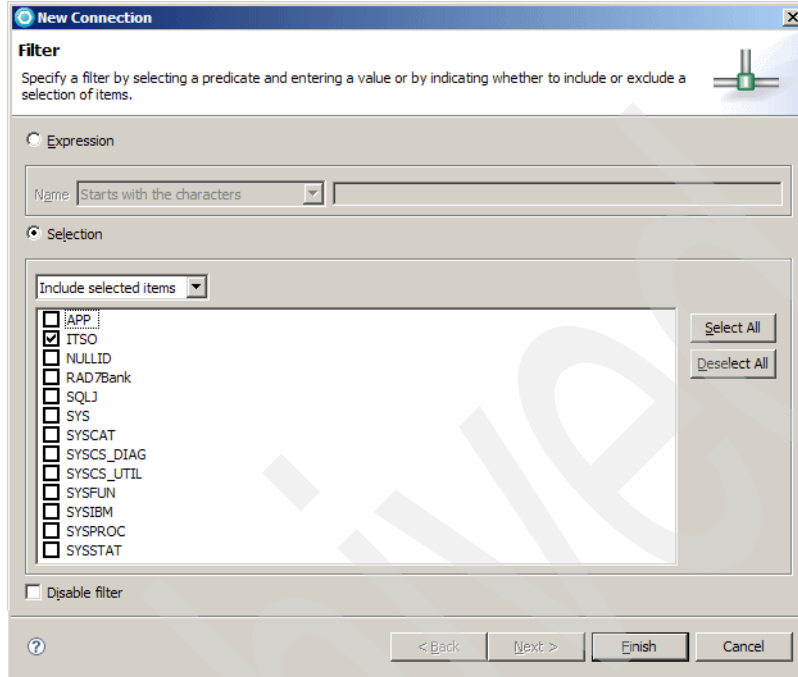 New Connection
Filter
Specify a filter by selecting a predicate and entering a value or by indicating whether to include or exclude a
selection of items.
Expression
Name Starts with the characters
Selection
Include selected items
APP
ITSO
NULLID
RAD7Bank
SQLJ
SYS
SYSCAT
SYSCS_DIAG
SYSCS_UTIL
SYSFUN
SYSIBM
SYSPROC
SYSSTAT
Select All
Deselect All
Disable filter
? < Back Next > Finish Cancel